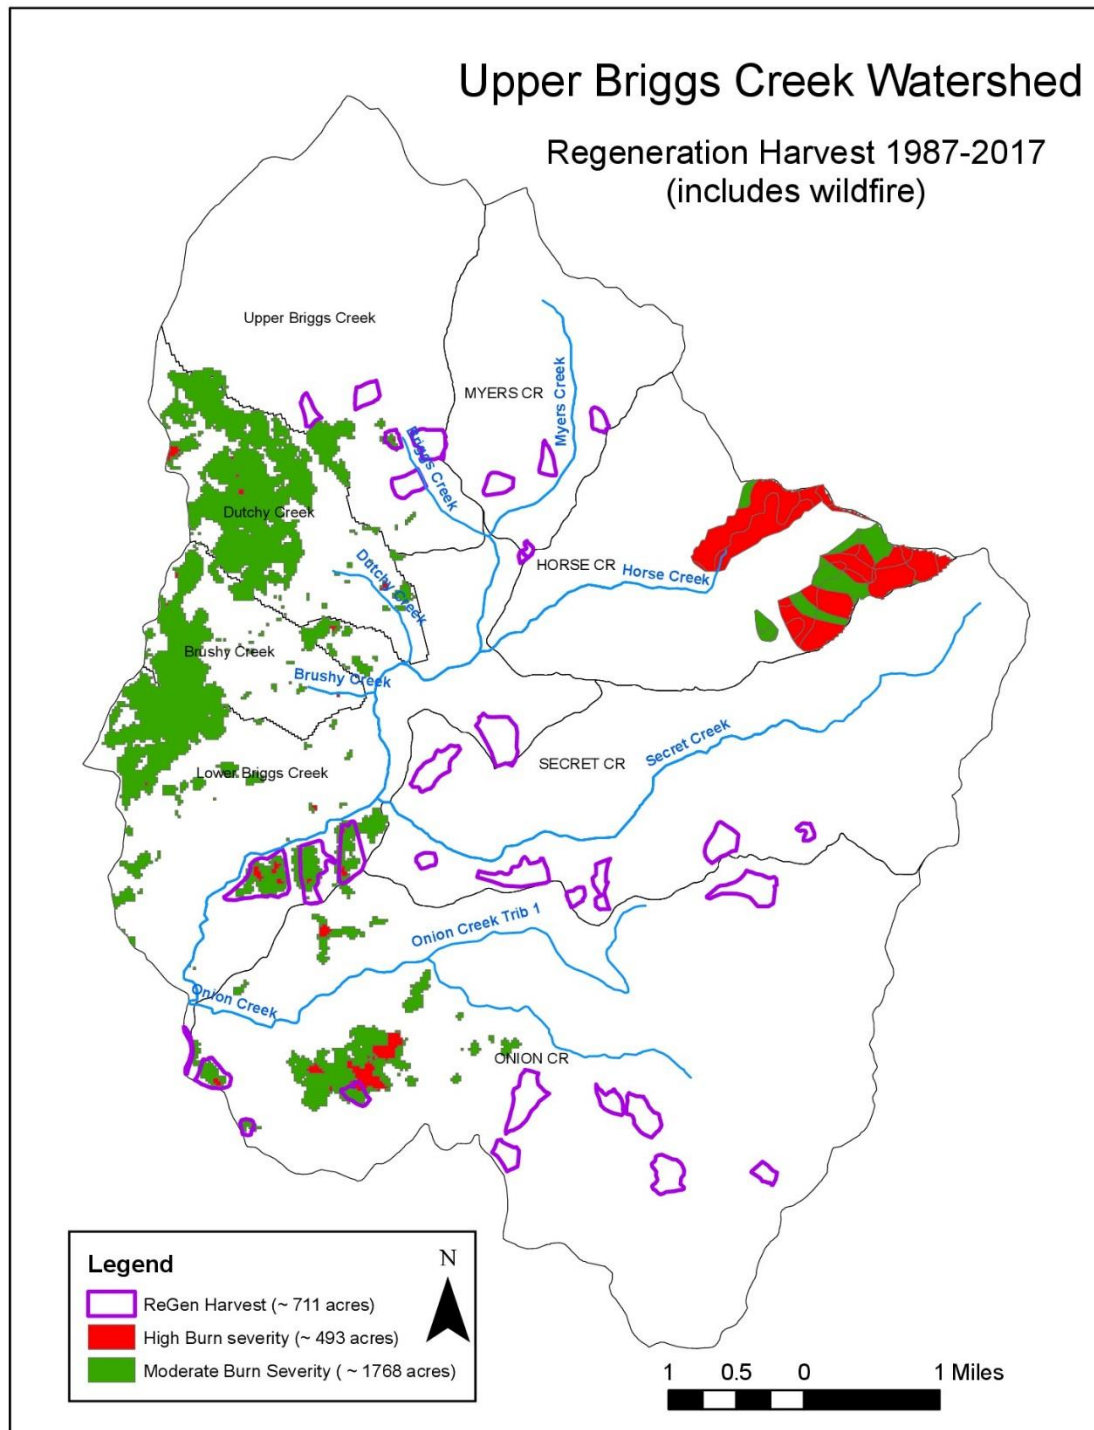 Upper Briggs Creek Watershed
Regeneration Harvest 1987-2017
(includes wildfire)
Upper Briggs Creek
MYERS CR
Myers Creek
Briggs Creek
Dutchy Creek
Dutchy Creek
HORSE CR
Horse Creek
Brushy Creek
Brushy Creek
Secret Creek
SECRET CR
Lower Briggs Creek
Onion Creek Trib 1
Onion Creek
ONION CR
Legend
N
ReGen Harvest (~ 711 acres)
High Burn severity (~ 493 acres)
Moderate Burn Severity ( ~ 1768 acres)
1 0.5 0 1 Miles